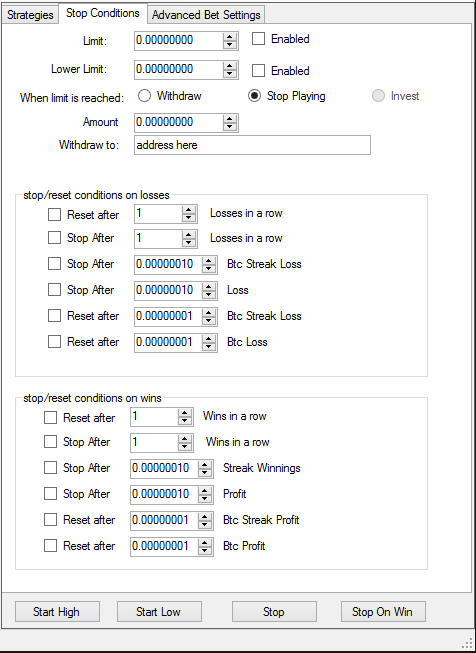 Strategies Stop Conditions Advanced Bet Settings
Limit: 0.00000000 Enabled
Lower Limit: 0.00000000 Enabled
When limit is reached: Withdraw Stop Playing Invest
Amount 0.00000000
Withdraw to: address here
stop/reset conditions on losses
Reset after 1 Losses in a row
Stop After 1 Losses in a row
Stop After 0.00000010 Btc Streak Loss
Stop After 0.00000010 Loss
Reset after 0.00000001 Btc Streak Loss
Reset after 0.00000001 Btc Loss
stop/reset conditions on wins
Reset after 1 Wins in a row
Stop After 1 Wins in a row
Stop After 0.00000010 Streak Winnings
Stop After 0.00000010 Profit
Reset after 0.00000001 Btc Streak Profit
Reset after 0.00000001 Btc Profit
Start High Start Low Stop Stop On Win